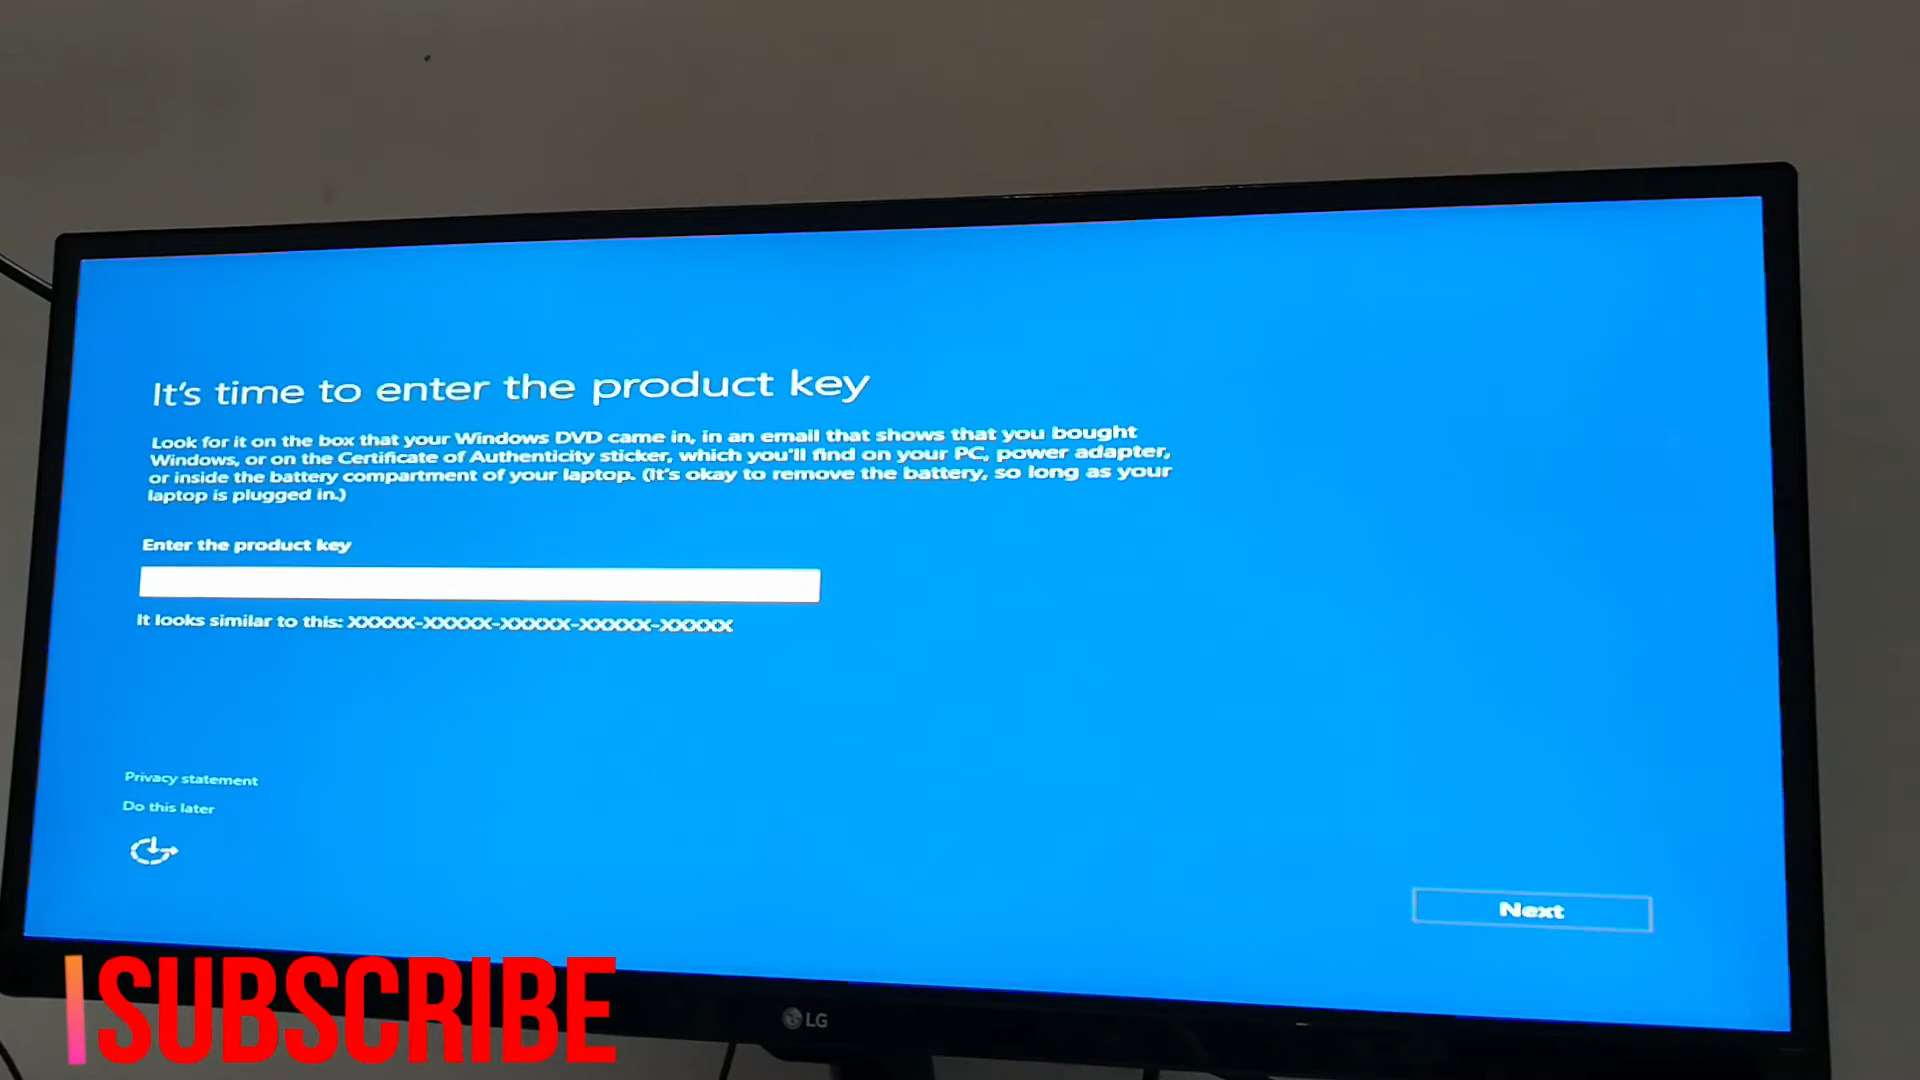 It's time to enter the product key
Look for it on the box that your Windows DVD came in, in an email that shows that you bought
Windows, or on the Certificate of Authenticity sticker, which you'll find on your PC, power adapter,
or inside the battery compartment of your laptop. (It's okay to remove the battery, so long as your
laptop is plugged in.)
Enter the product key
It looks similar to this: XXXXX-XXXXX-XXXXX-XXXXX-XXXXX
Privacy statement
Do this later
Next
SUBSCRIBE
LG